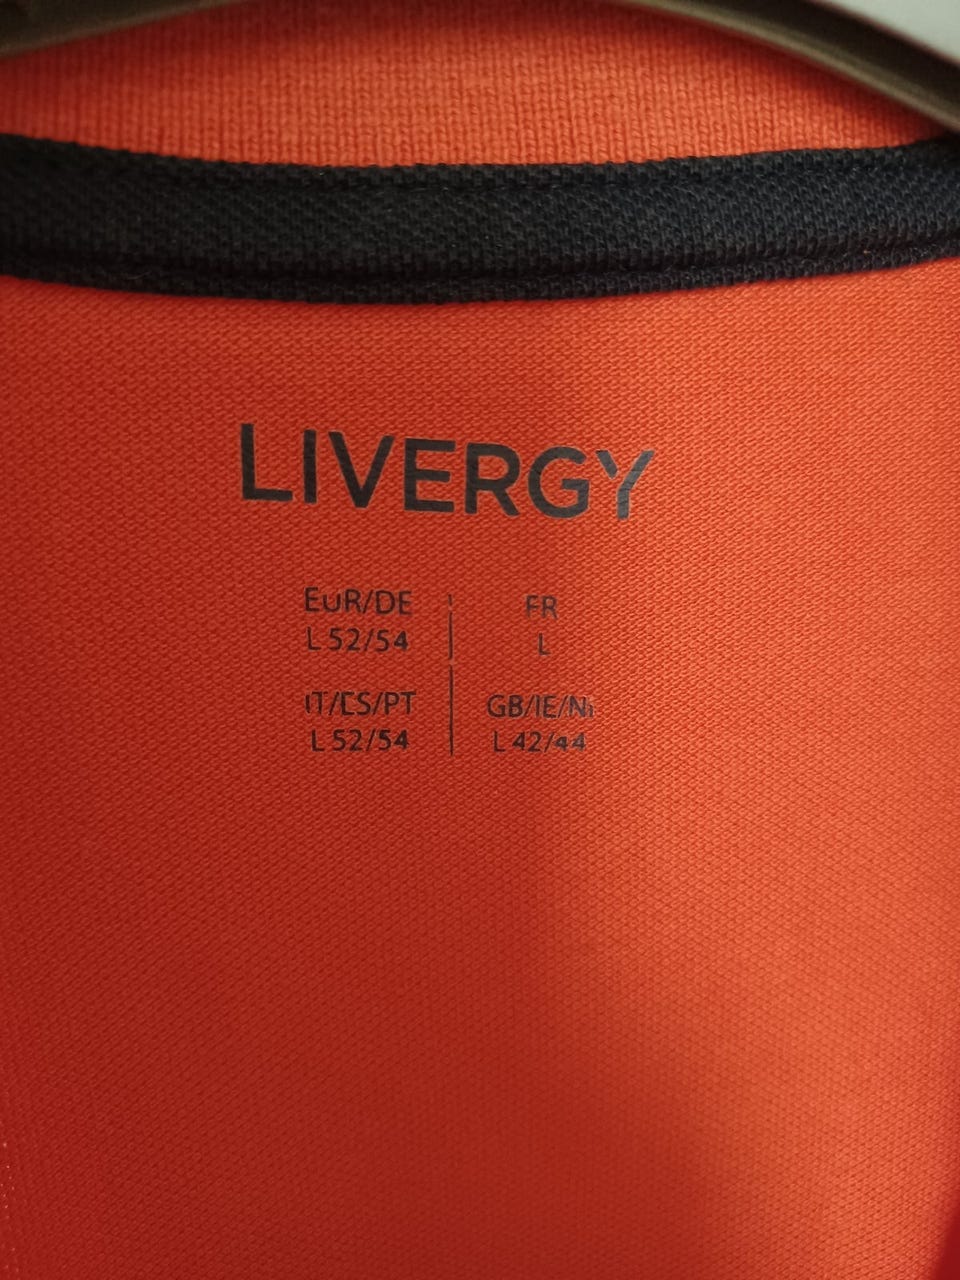 LIVERGY
EUR/DE
L 52/54
FR
L
IT/ES/PT
L 52/54
GB/IE/NI
L 42/44